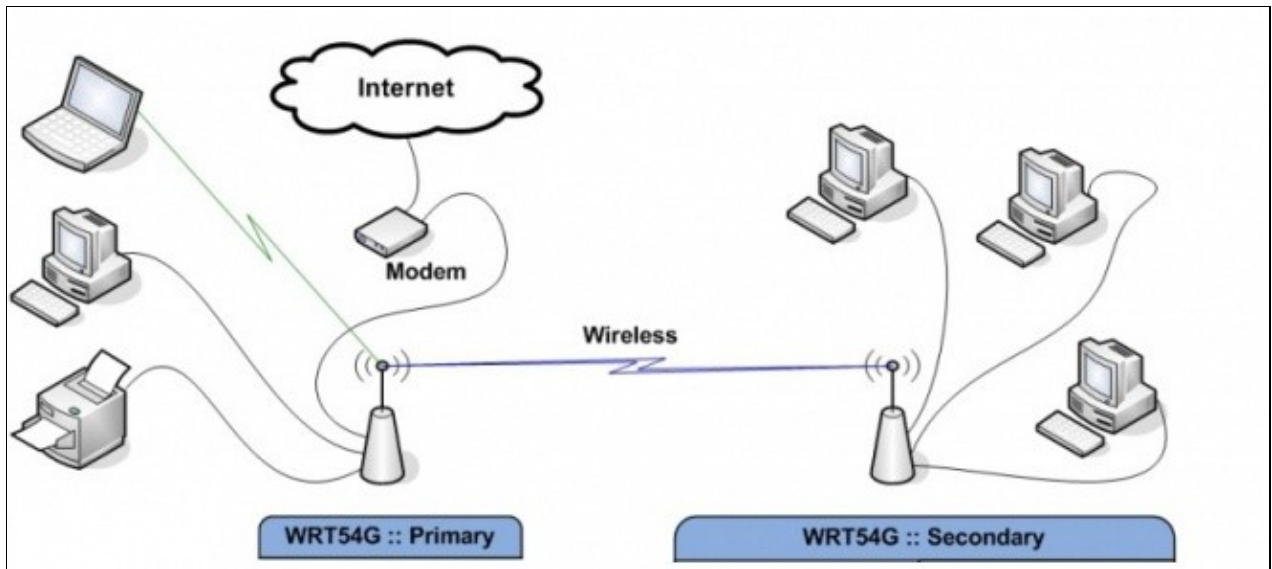 Internet
Modem
Wireless
WRT54G :: Primary
WRT54G :: Secondary